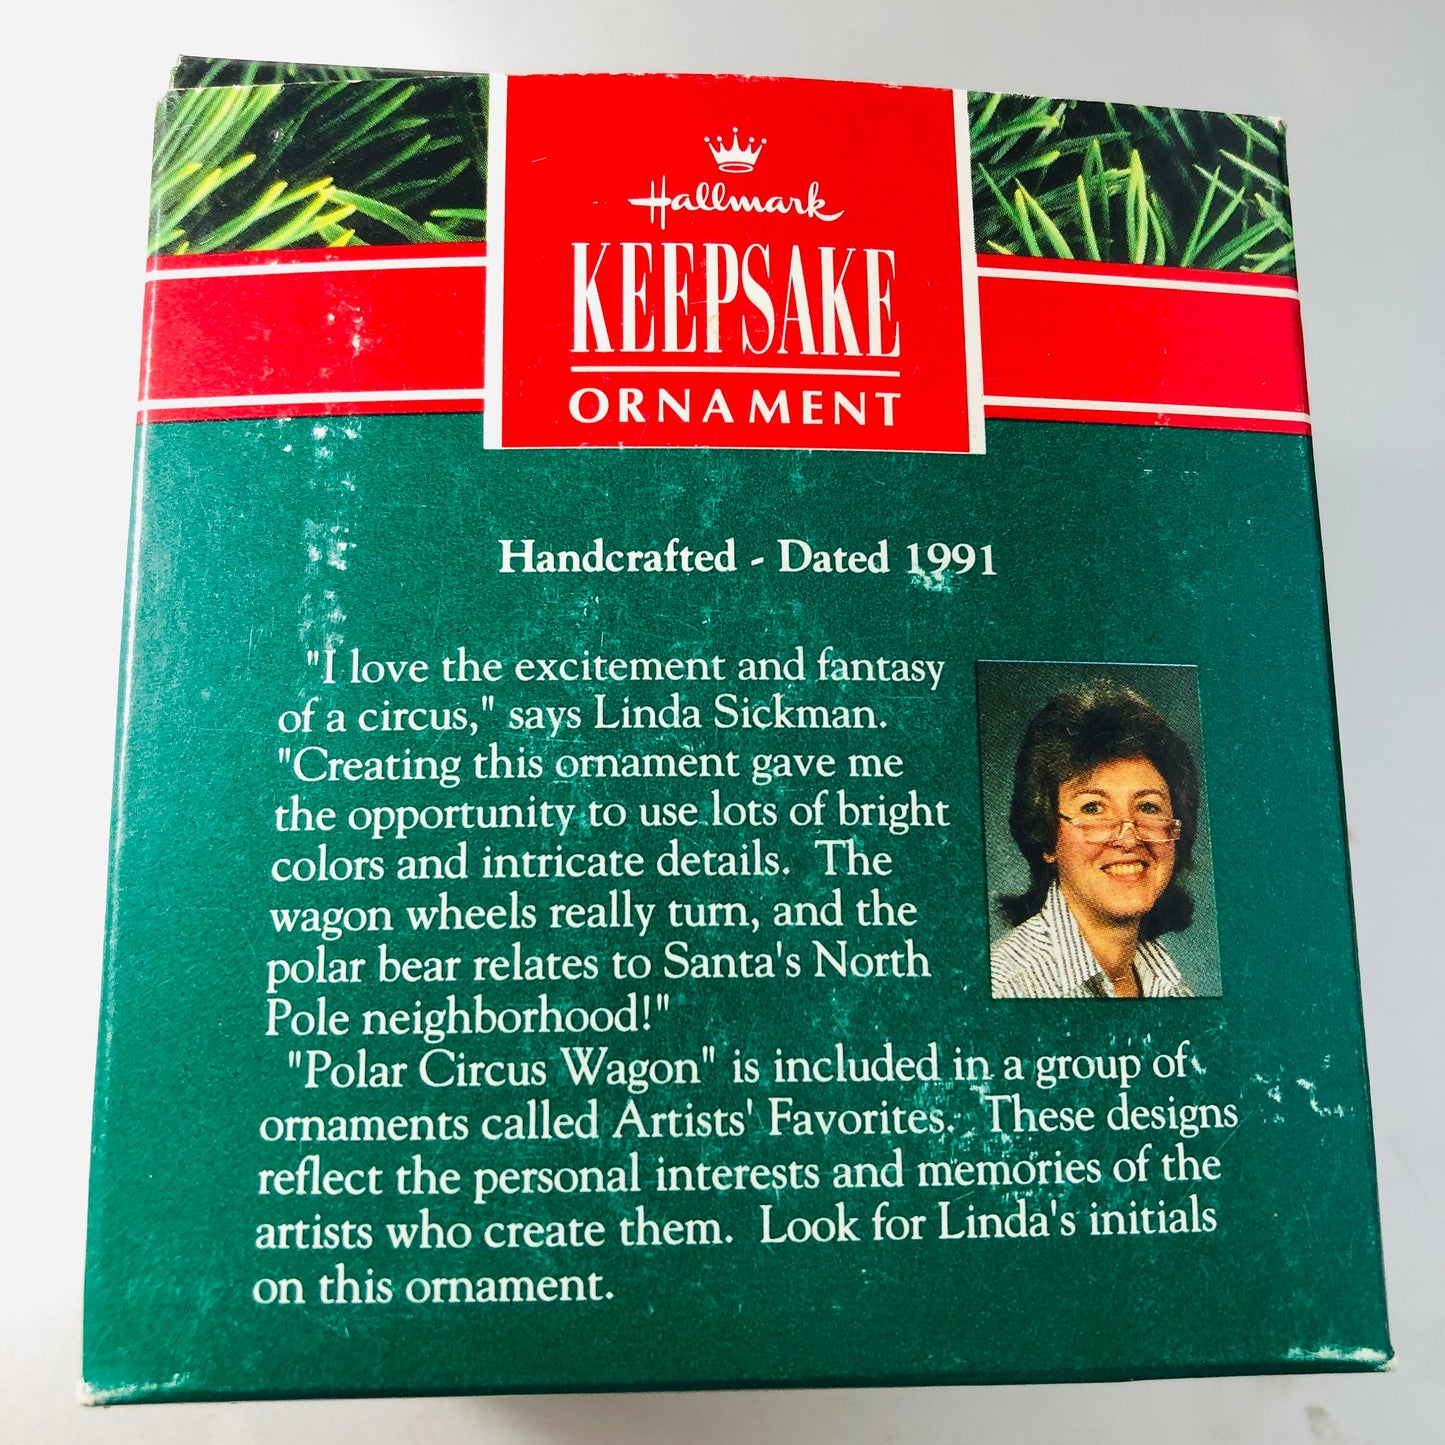 Hallmark
KEEPSAKE
ORNAMENT
Handcrafted - Dated 1991
"I love the excitement and fantasy
of a circus," says Linda Sickman.
"Creating this ornament gave me
the opportunity to use lots of bright
colors and intricate details. The
wagon wheels really turn, and the
polar bear relates to Santa's North
Pole neighborhood!"
"Polar Circus Wagon" is included in a group of
ornaments called Artists' Favorites. These designs
reflect the personal interests and memories of the
artists who create them. Look for Linda's initials
on this ornament.